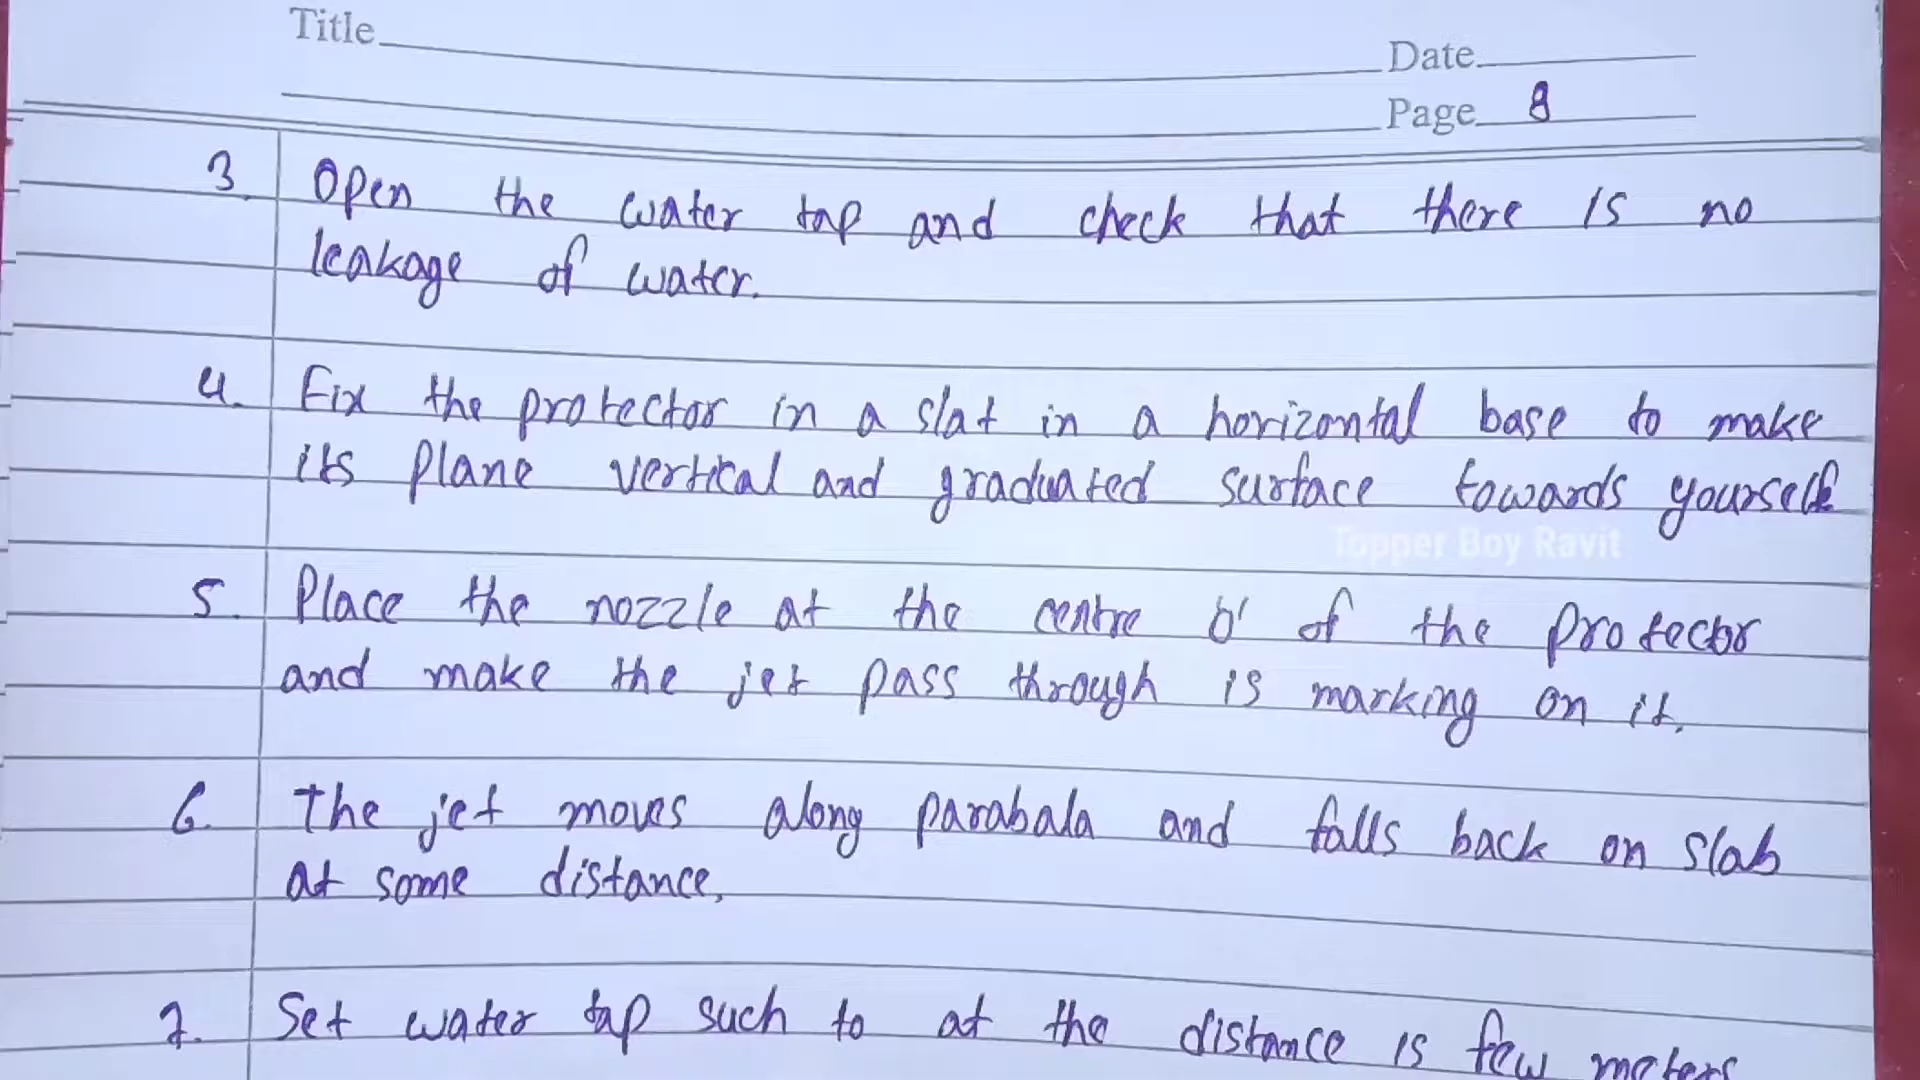 Title
Date
Page 8
3. Open the water tap and check that there is no
leakage of water.
4. Fix the protector in a slat in a horizontal base to make
its plane vertical and graduated surface towards yourself
Topper Boy Ravit
5. Place the nozzle at the centre 'o' of the protector
and make the jet pass through is marking on it.
6. The jet moves along parabala and falls back on slab
at some distance.
7. Set water tap such to at the distance is few meters